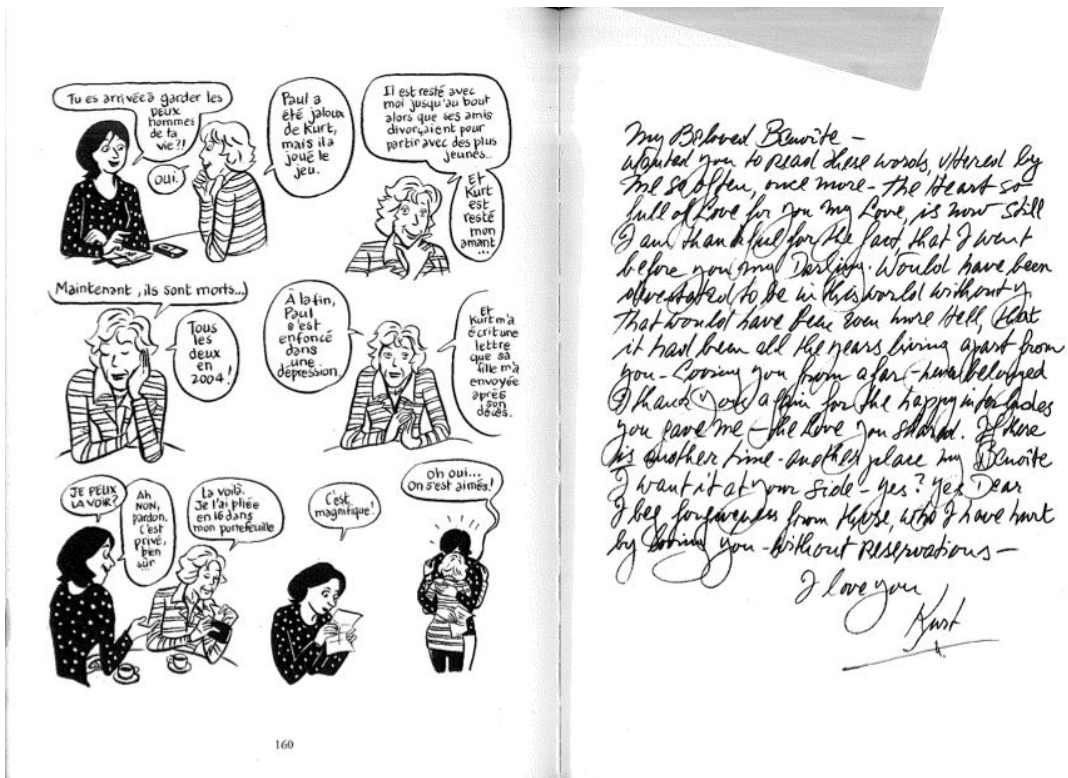 Tu es arrivée à garder les
DEUX
hommes
de ta
vie?!
OUI.
Paul a
été jaloux
de Kurt,
mais il a
joué le
jeu.
Il est resté avec
moi jusqu'au bout
alors que ses amis
divorçaient pour
partir avec des plus
jeunes...
Et
Kurt
est
resté
mon
amant
...
Maintenant, ils sont morts...
Tous
les
deux
en
2004!
À la fin,
Paul
s'est
enfoncé
dans
une
dépression.
Et
Kurt m'a
écrit une
lettre
que sa
fille m'a
envoyée
après
son
décès.
JE PEUX
LA VOIR?
Ah
NON,
pardon.
C'est
privé,
bien
sûr
...
La voilà.
Je l'ai pliée
en 16 dans
mon portefeuille
C'est
magnifique!
Oh oui...
On s'est aimés!
160
My Beloved Benoîte –
wanted you to read these words, uttered by
me so often, once more – the Heart so
full of Love for you my Love, is now still
I am thankful for the fact, that I went
before you my Darling. Would have been
devastated to be in this world without y.
That would have been even more Hell, that
it had been all the years living apart from
you – Loving you from afar – here beloved
I thank you again for the happy interludes
you gave me – the Love you shared. If there
is another time – another place my Benoîte
I want it at your side – yes? yes Dear
I beg forgiveness from those, who I have hurt
by loving you – without reservations –
I love you
Kurt